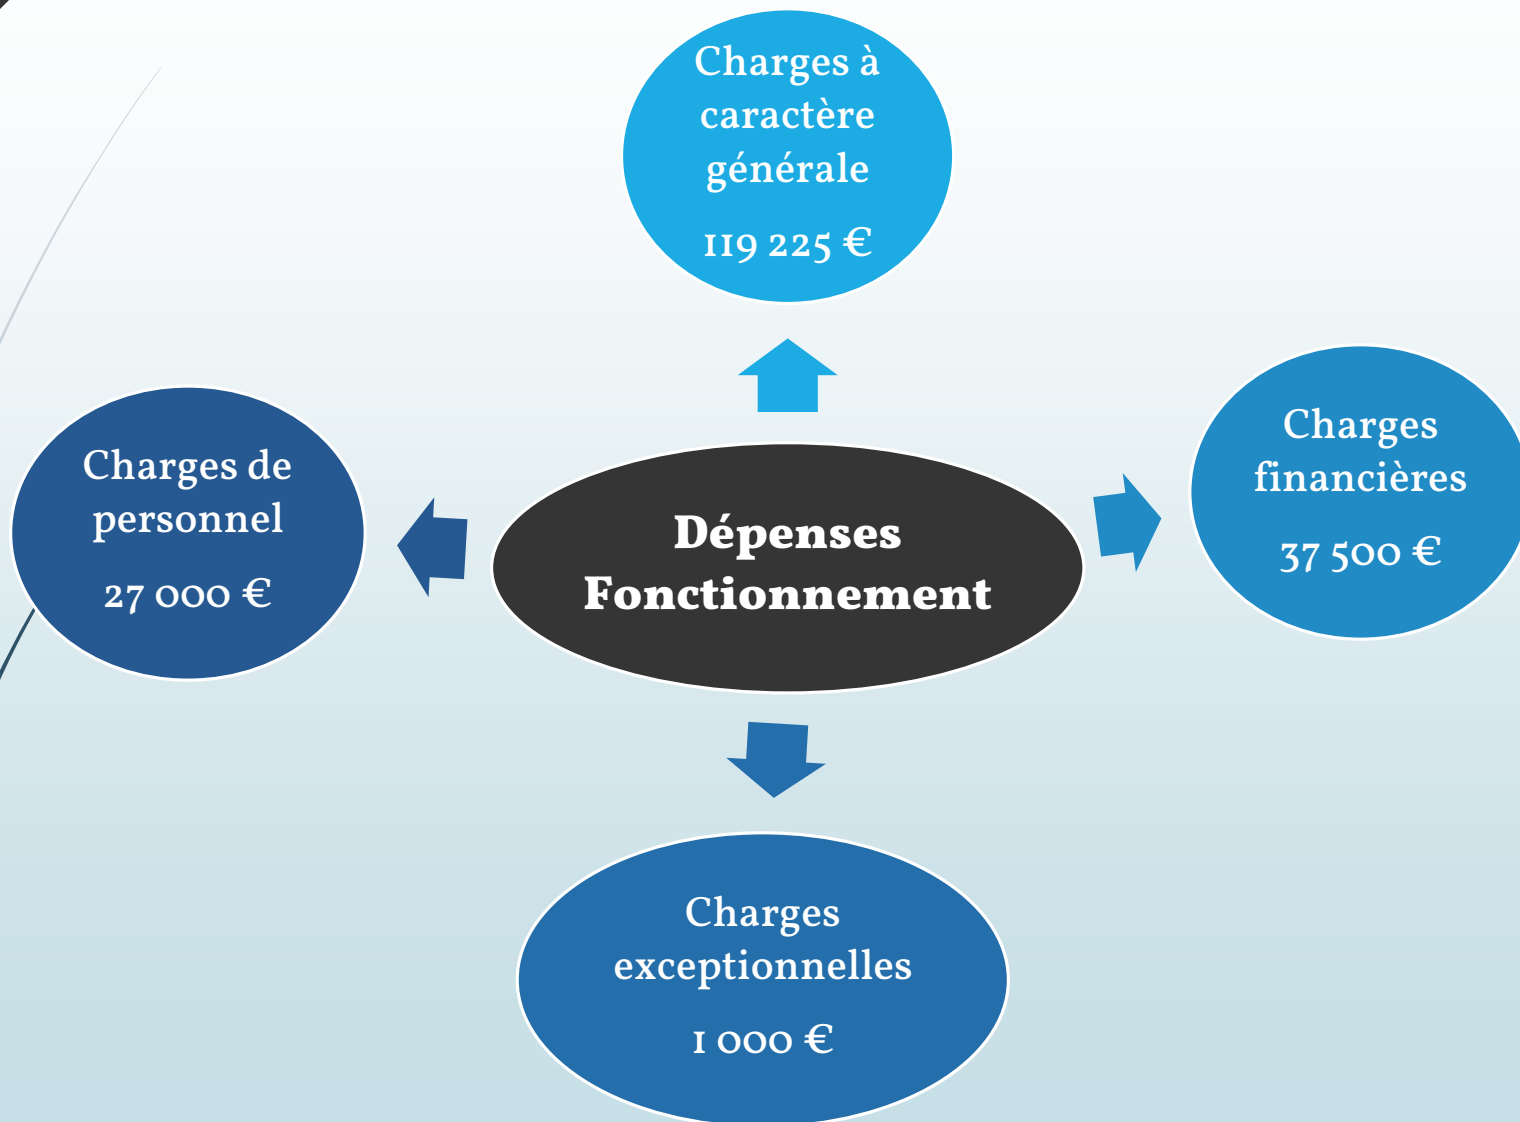 Charges à
caractère
générale
119 225 €
Charges
financières
37 500 €
Charges de
personnel
27 000 €
Dépenses
Fonctionnement
Charges
exceptionnelles
1 000 €